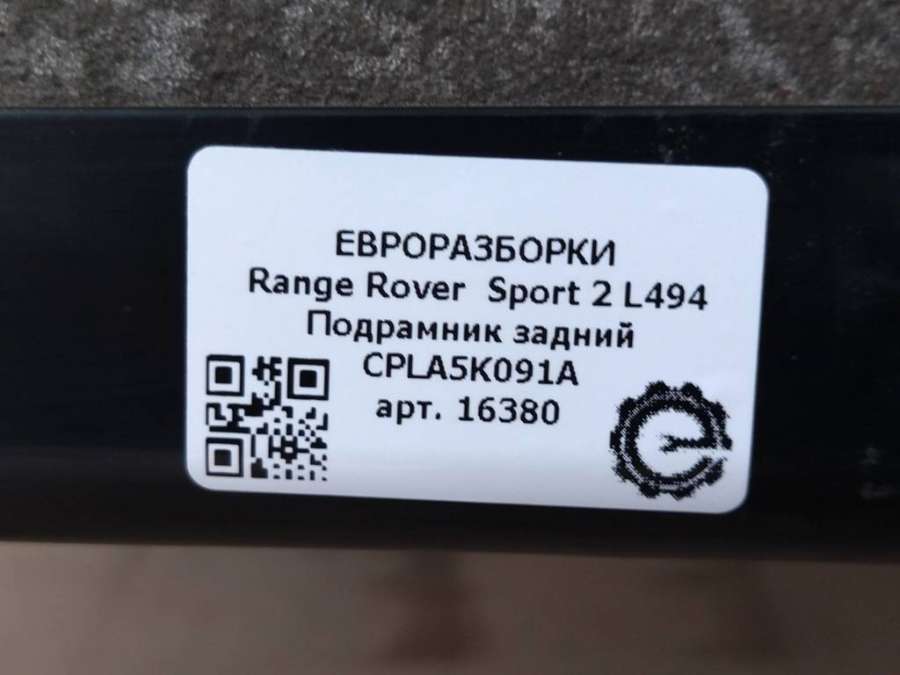 ЕВРОРАЗБОРКИ
Range Rover Sport 2 L494
Подрамник задний
CPLA5K091A
арт. 16380